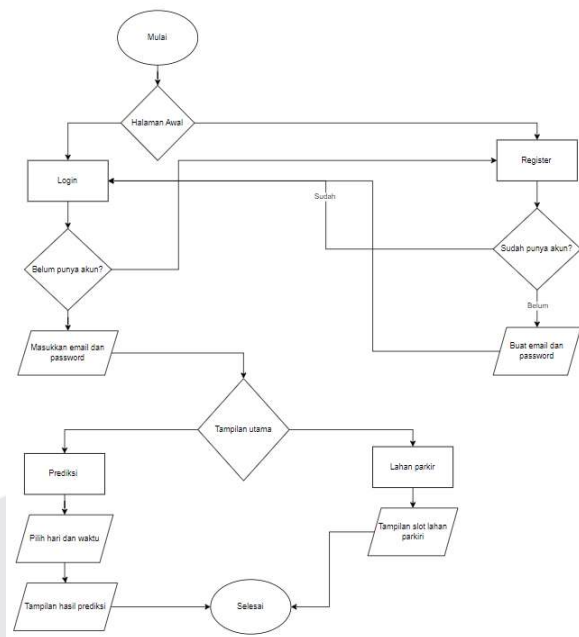 Mulai
Halaman Awal
Login
Register
Sudah
Belum punya akun?
Sudah punya akun?
Belum
Masukkan email dan
password
Buat email dan
password
Tampilan utama
Prediksi
Lahan parkir
Pilih hari dan waktu
Tampilan slot lahan
parkiri
Tampilan hasil prediksi
Selesai